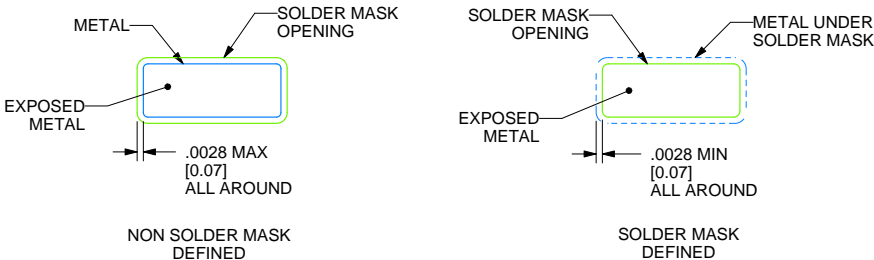 METAL
SOLDER MASK
OPENING
EXPOSED
METAL
.0028 MAX
[0.07]
ALL AROUND
NON SOLDER MASK
DEFINED
SOLDER MASK
OPENING
METAL UNDER
SOLDER MASK
EXPOSED
METAL
.0028 MIN
[0.07]
ALL AROUND
SOLDER MASK
DEFINED